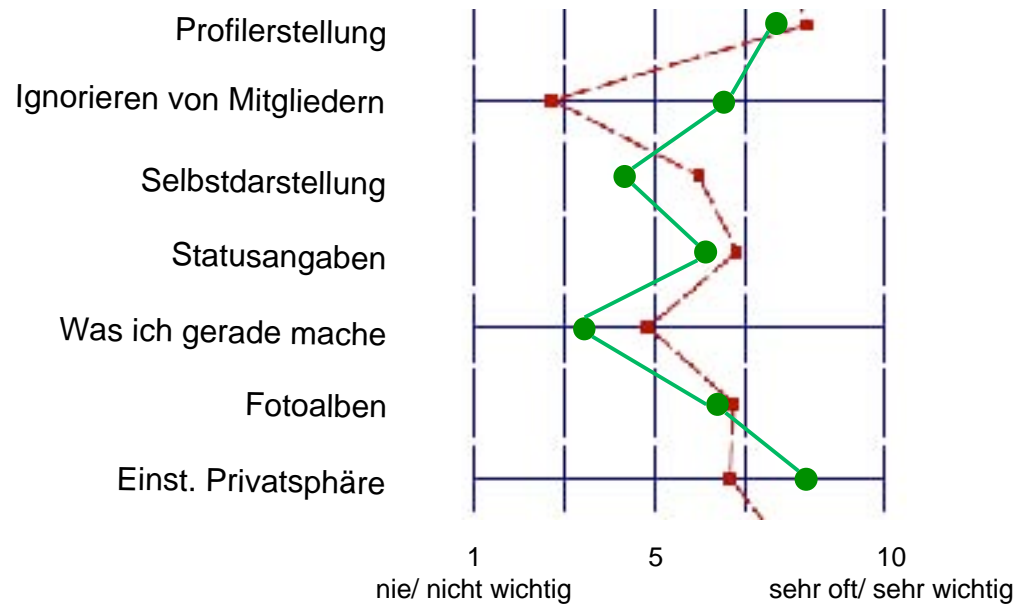 Profilerstellung
Ignorieren von Mitgliedern
Selbstdarstellung
Statusangaben
Was ich gerade mache
Fotoalben
Einst. Privatsphäre
1 5 10
nie/ nicht wichtig sehr oft/ sehr wichtig